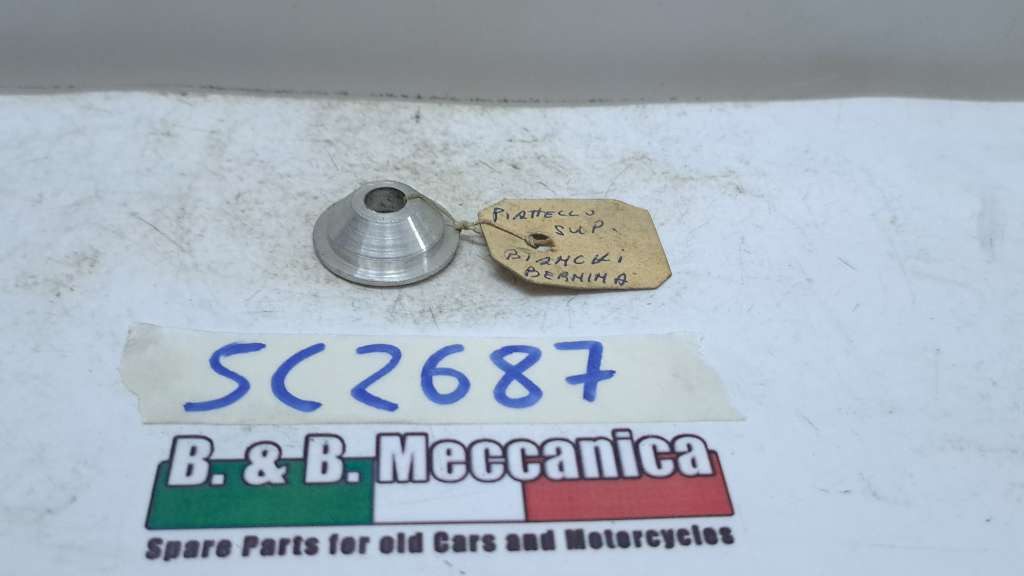 PIATTELLO
SUP.
BIANCHI
BERNINA
SC2687
B. & B. Meccanica
Spare Parts for old Cars and Motorcycles